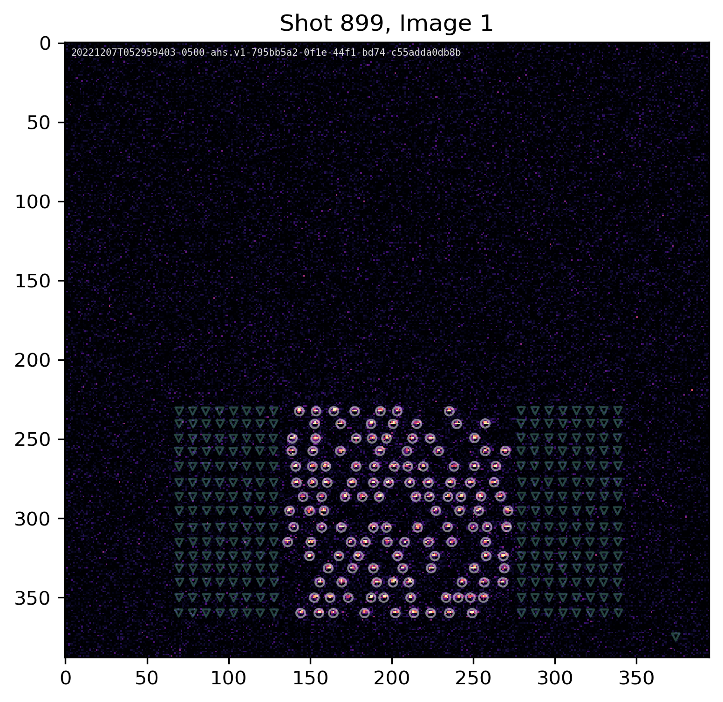 Shot 899, Image 1
20221207T052959403-0500-ahs.v1-795bb5a2-0f1e-44f1-bd74-c55adda0db8b
0
50
100
150
200
250
300
350
0 50 100 150 200 250 300 350